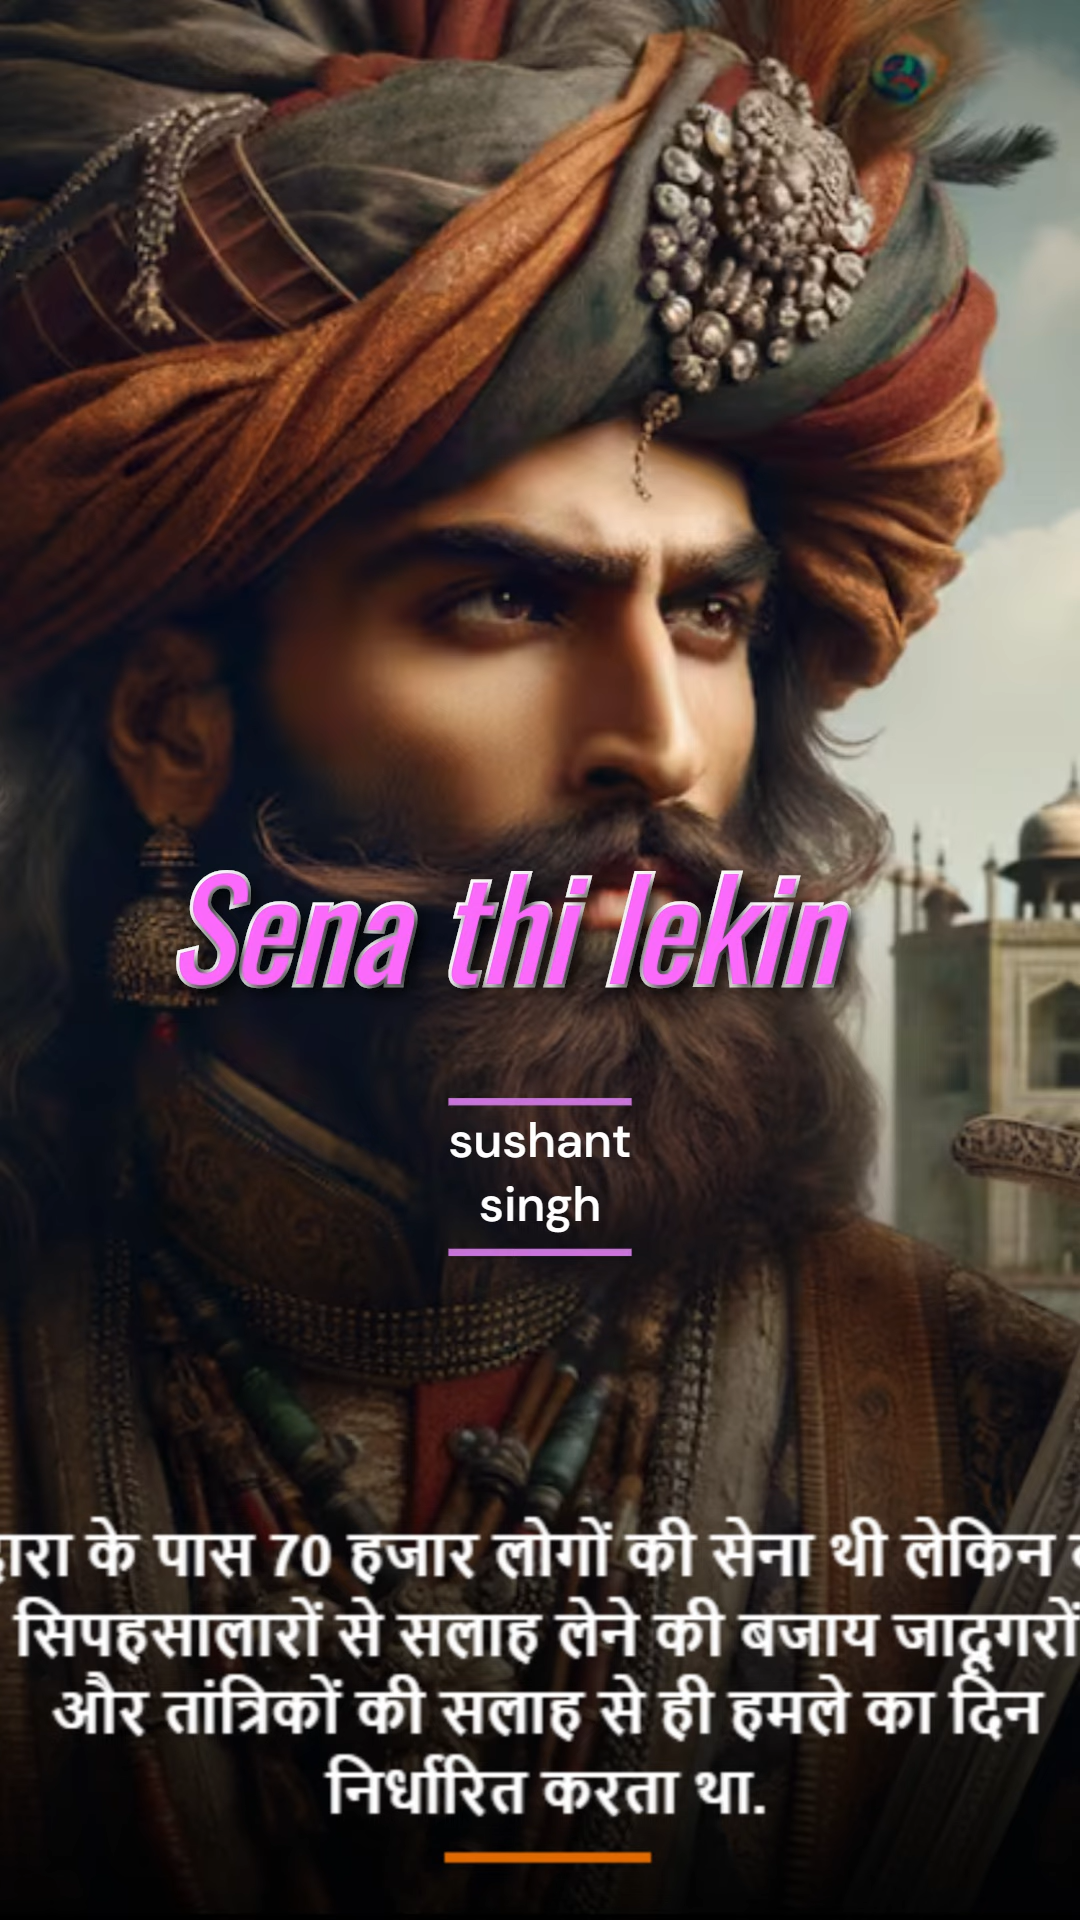 Sena thi lekin
sushant
singh
के पास 70 हजार लोगों की सेना थी लेकिन
सिपहसालारों से सलाह लेने की बजाय जादूगरों
और तांत्रिकों की सलाह से ही हमले का दिन
निर्धारित करता था.